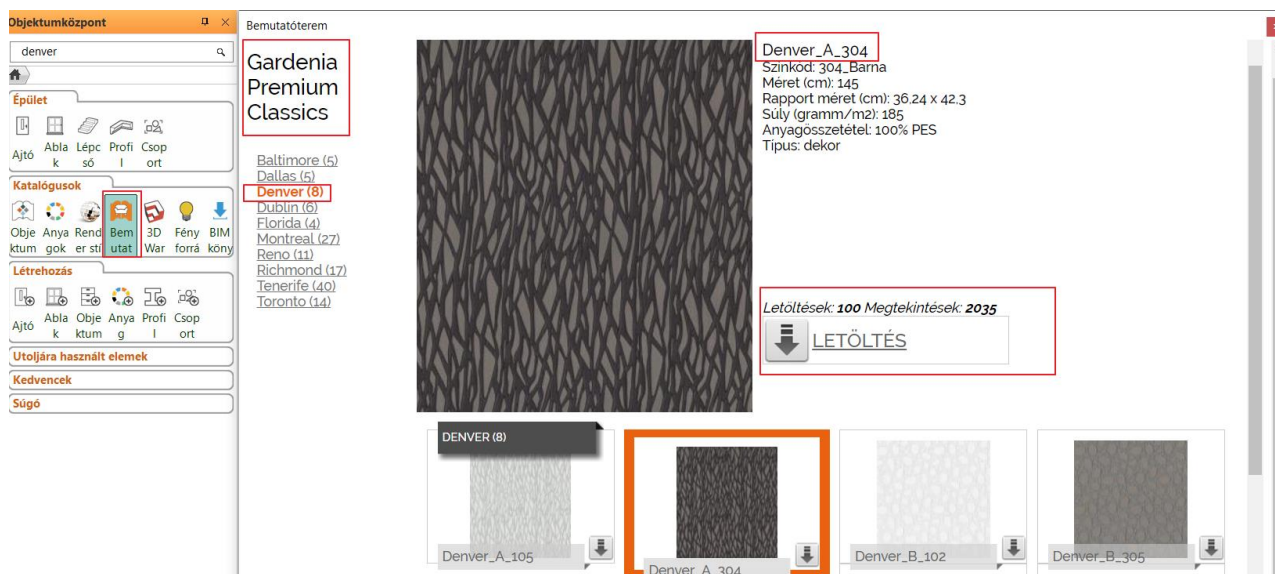 Objektumközpont
denver
Épület
Ajtó
Abla
k
Lépc
ső
Profi
l
Csop
ort
Katalógusok
Obje
ktum
Anya
gok
Rend
er stí
Bem
utat
3D
War
Fény
forrá
BIM
köny
Létrehozás
Ajtó
Abla
k
Obje
ktum
Anya
g
Profi
l
Csop
ort
Utoljára használt elemek
Kedvencek
Súgó
Bemutatóterem
Gardenia
Premium
Classics
Baltimore (5)
Dallas (5)
Denver (8)
Dublin (6)
Florida (4)
Montreal (27)
Reno (11)
Richmond (17)
Tenerife (40)
Toronto (14)
Denver_A_304
Színkód: 304_Barna
Méret (cm): 145
Rapport méret (cm): 36.24 x 42.3
Súly (gramm/m2): 185
Anyagösszetétel: 100% PES
Típus: dekor
Letöltések: 100 Megtekintések: 2035
LETÖLTÉS
DENVER (8)
Denver_A_105
Denver_A_304
Denver_B_102
Denver_B_305